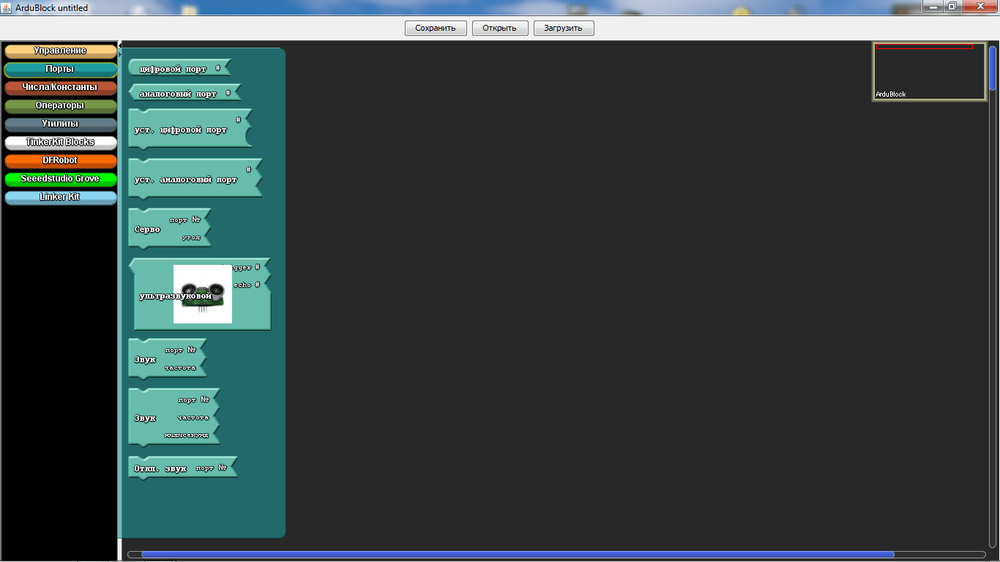 ArduBlock untitled
Сохранить
Открыть
Загрузить
Управление
Порты
Числа/Константы
Операторы
Утилиты
TinkerKit Blocks
DFRobot
Seeedstudio Grove
Linker Kit
цифровой порт #
аналоговый порт #
#
уст. цифровой порт
#
уст. аналоговый порт
порт №
Серво
угол
#
echo #
ультразвуковой
порт №
Звук
частота
порт №
Звук частота
миллисекунд
Откл. звук порт №
ArduBlock